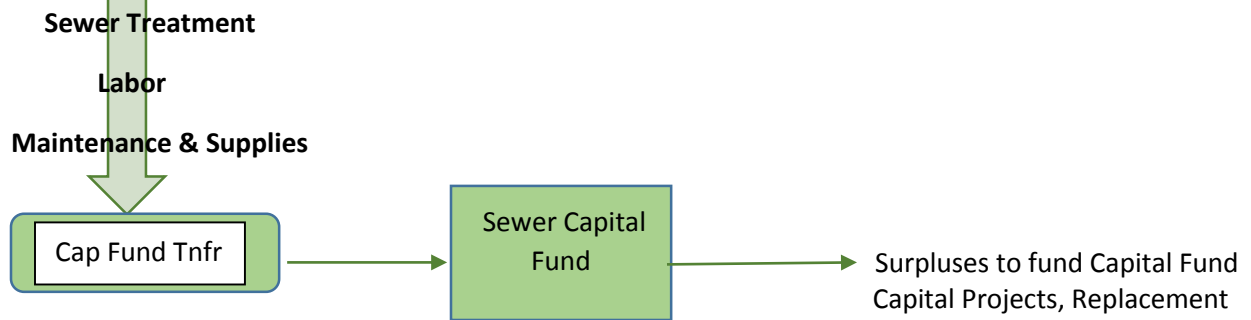 Sewer Treatment
Labor
Maintenance & Supplies
Cap Fund Tnfr
Sewer Capital
Fund
Surpluses to fund Capital Fund
Capital Projects, Replacement